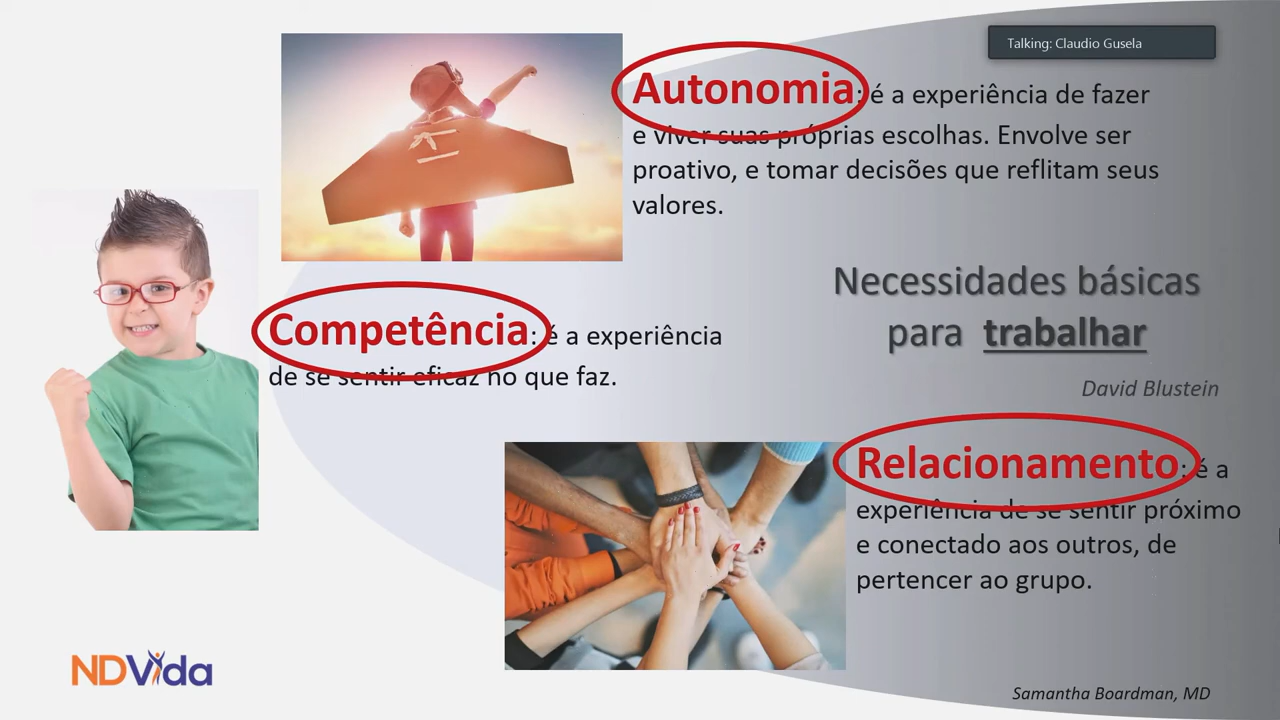 Talking: Claudio Gusela
Autonomia: é a experiência de fazer
e viver suas próprias escolhas. Envolve ser
proativo, e tomar decisões que reflitam seus
valores.
Necessidades básicas
para trabalhar
David Blustein
Competência: é a experiência
de se sentir eficaz no que faz.
Relacionamento: é a
experiência de se sentir próximo
e conectado aos outros, de
pertencer ao grupo.
NDVida
Samantha Boardman, MD